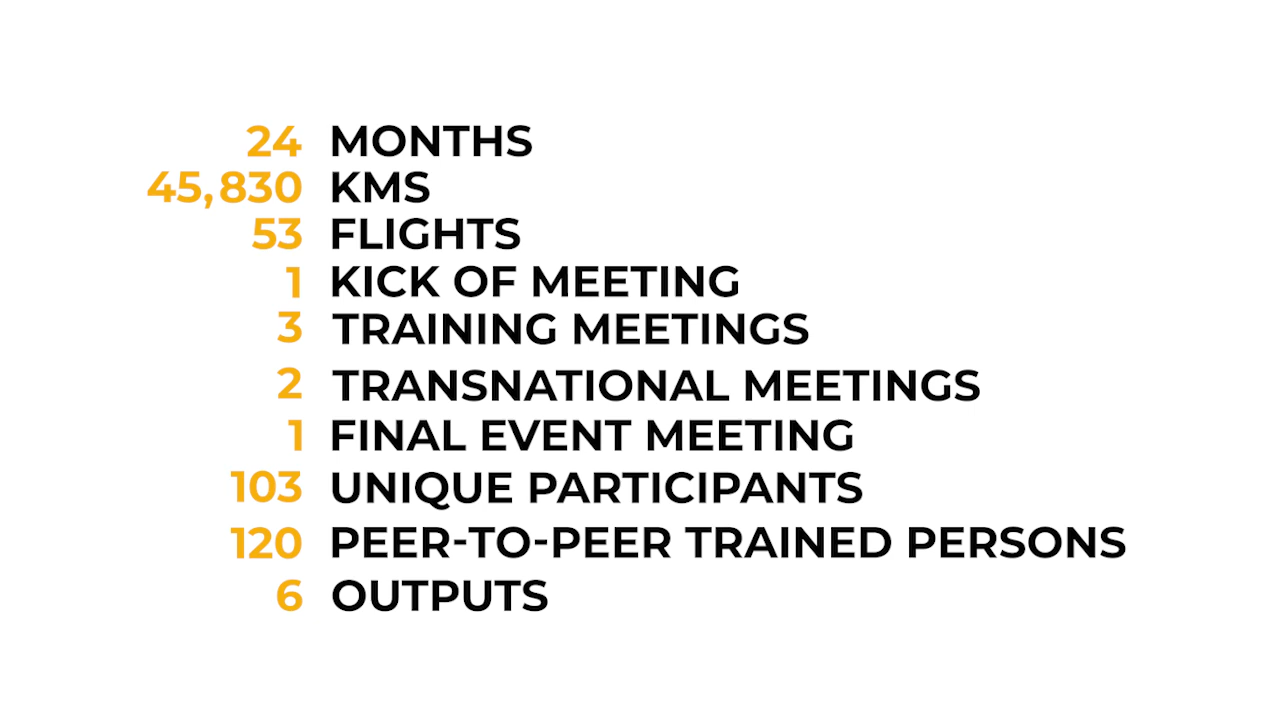 24 MONTHS
45,830 KMS
53 FLIGHTS
1 KICK OF MEETING
3 TRAINING MEETINGS
2 TRANSNATIONAL MEETINGS
1 FINAL EVENT MEETING
103 UNIQUE PARTICIPANTS
120 PEER-TO-PEER TRAINED PERSONS
6 OUTPUTS